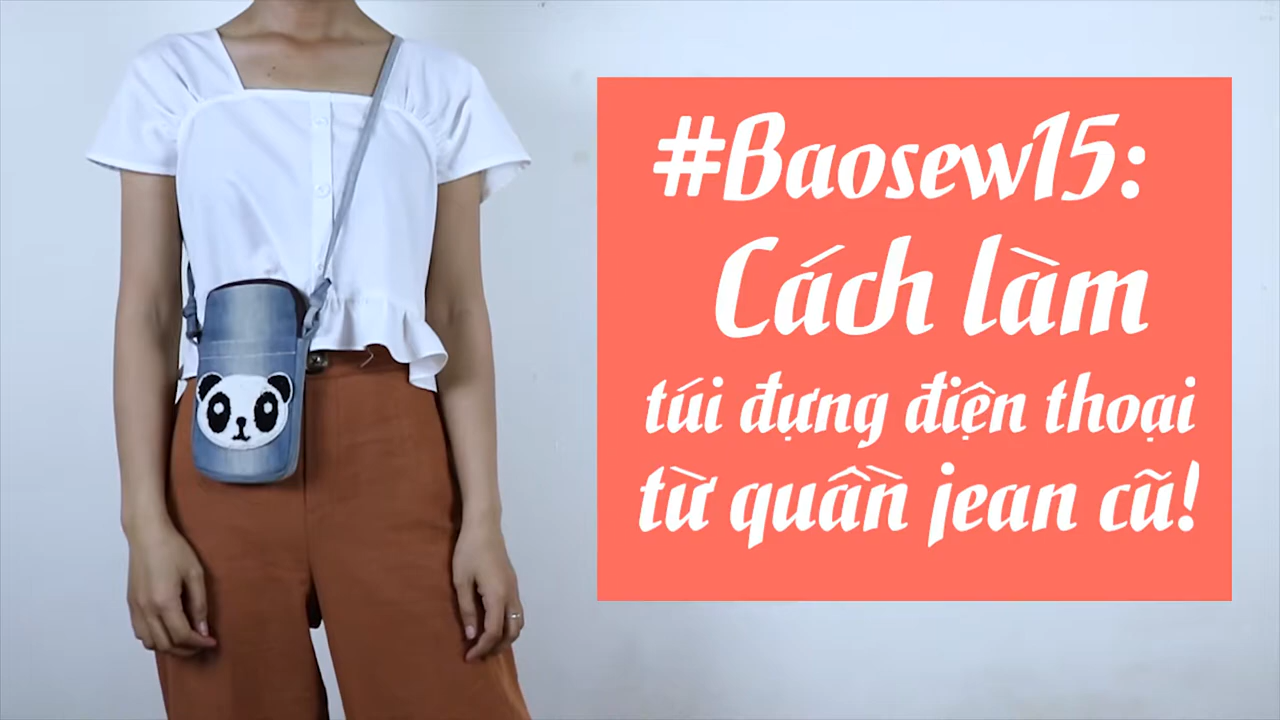 #Baosew15:
Cách làm
túi đựng điện thoại
từ quần jean cũ!